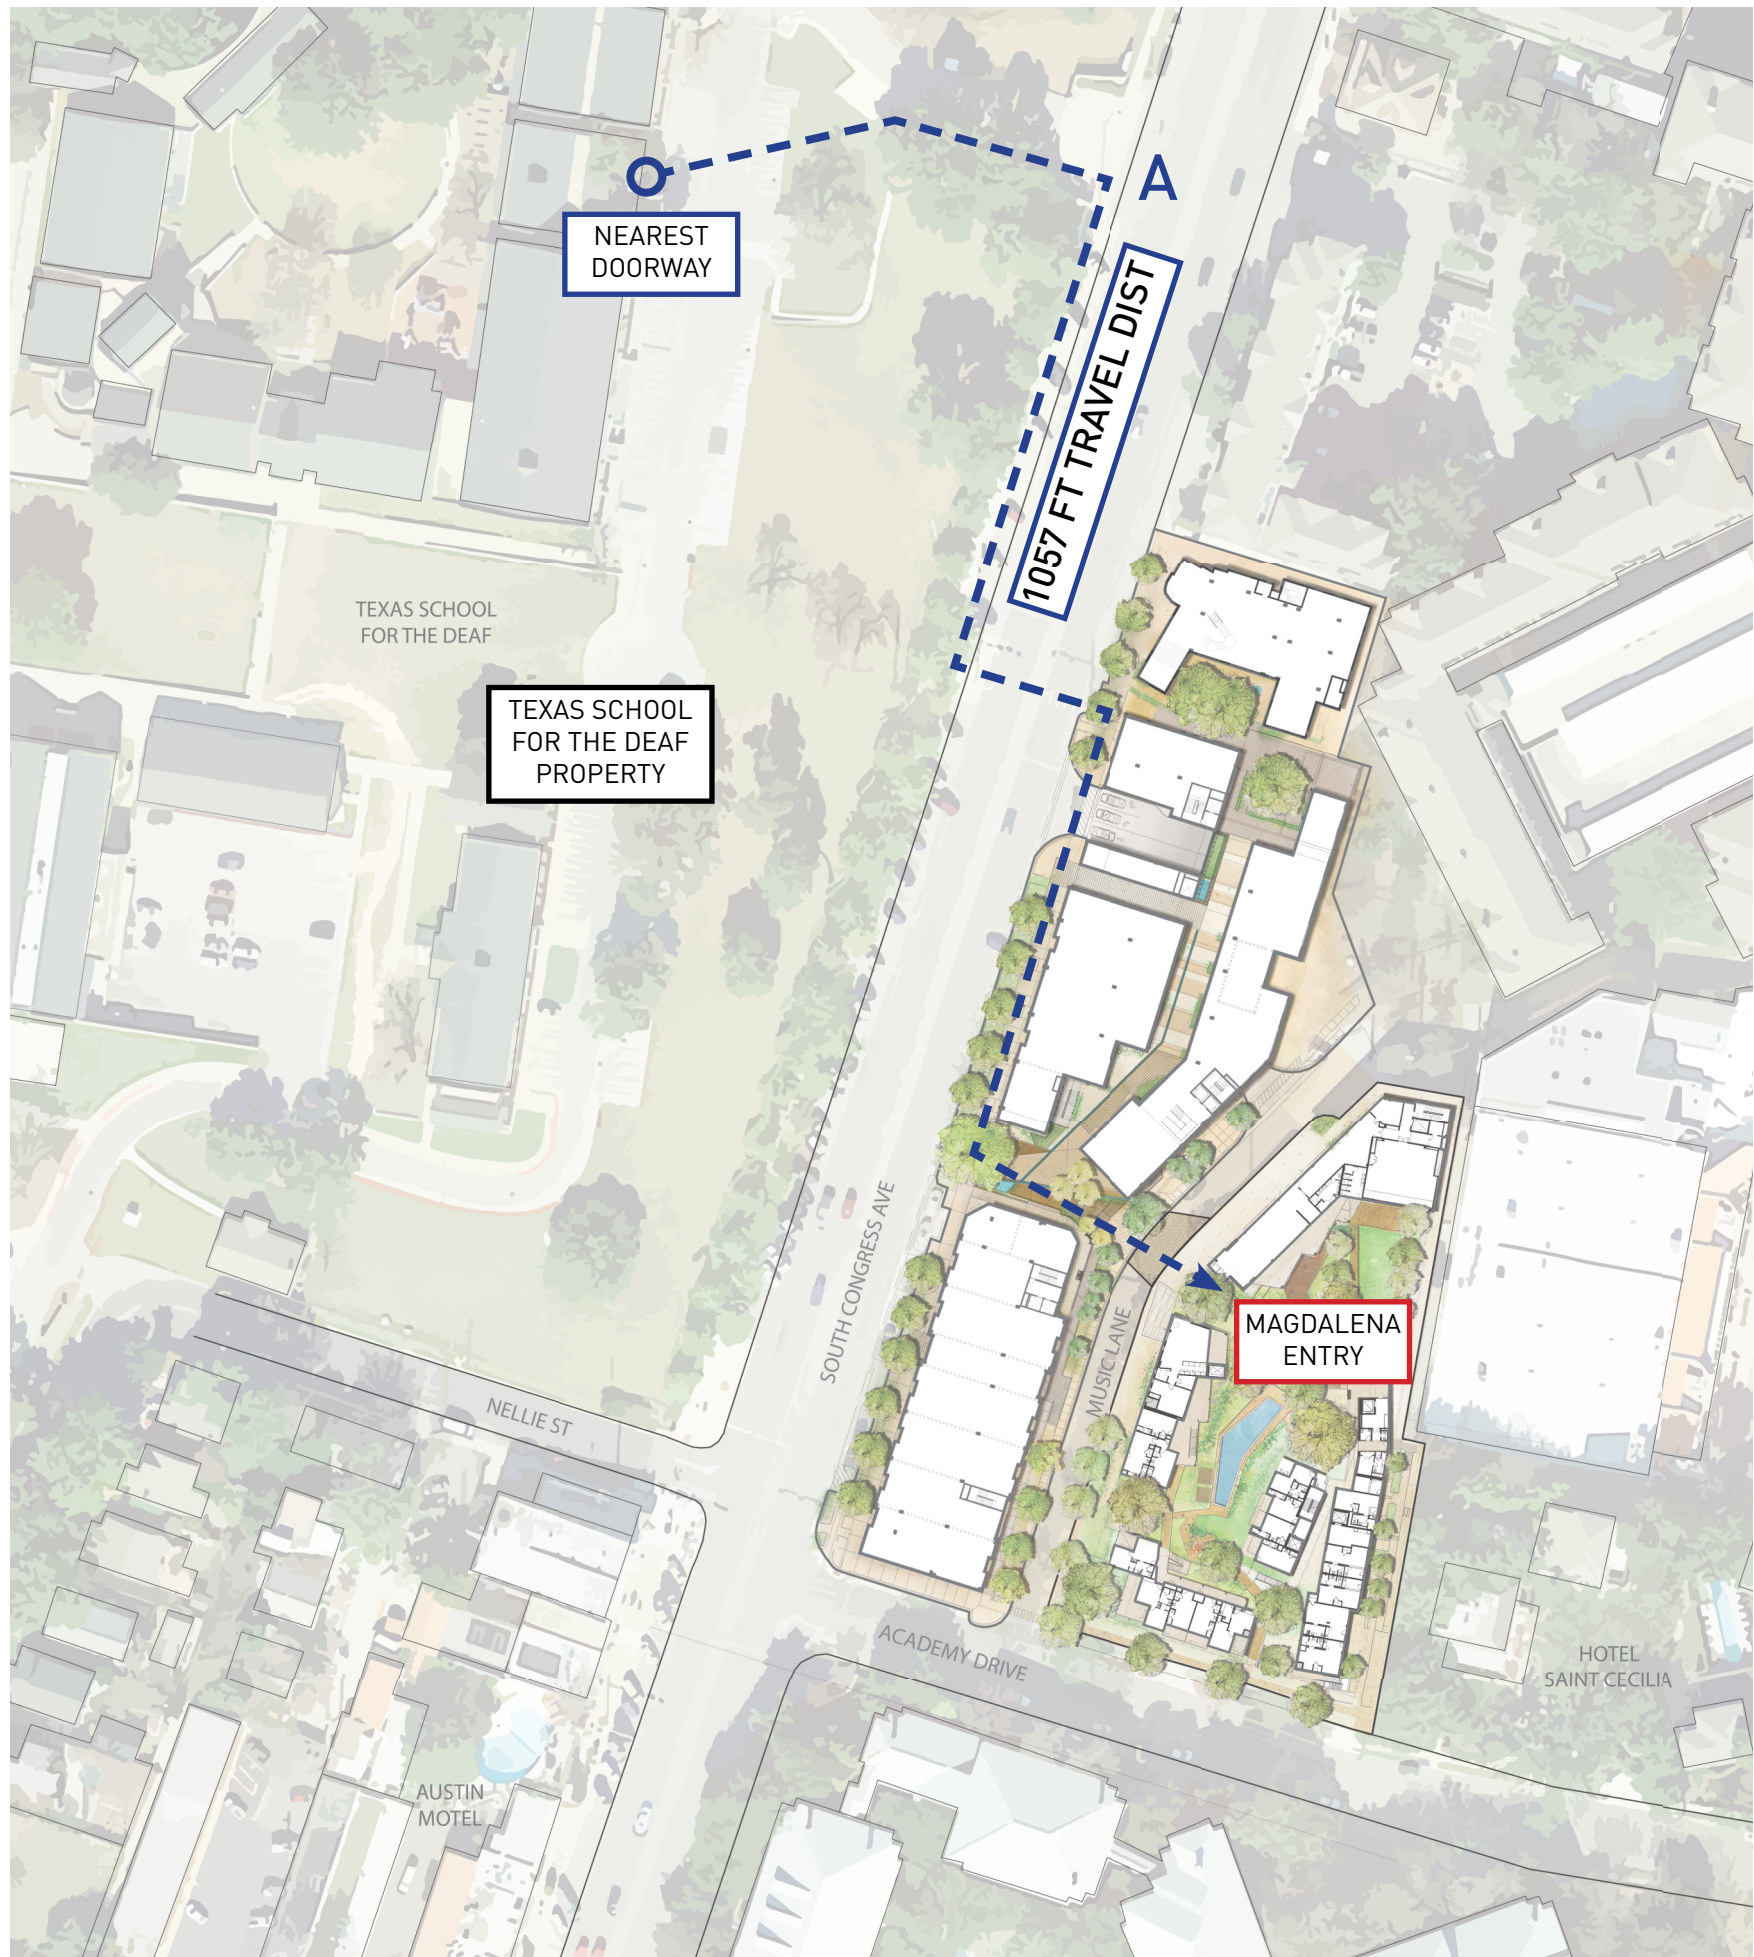 A
NEAREST
DOORWAY
1057 FT TRAVEL DIST
TEXAS SCHOOL
FOR THE DEAF
TEXAS SCHOOL
FOR THE DEAF
PROPERTY
SOUTH CONGRESS AVE
MUSIC LANE
MAGDALENA
ENTRY
NELLIE ST
ACADEMY DRIVE
HOTEL
SAINT CECILIA
AUSTIN
MOTEL